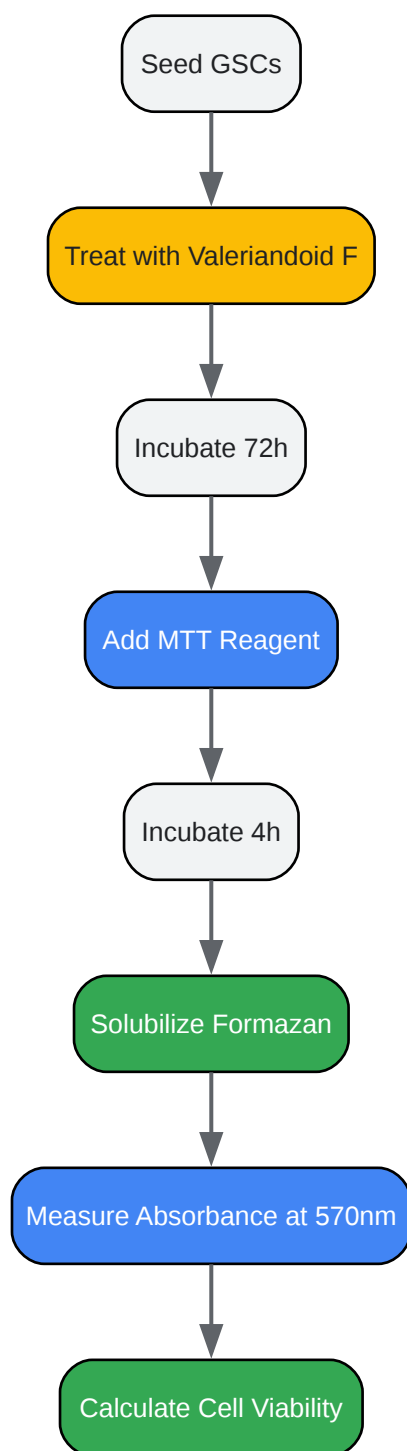 Seed GSCs
Treat with Valeriandoid F
Incubate 72h
Add MTT Reagent
Incubate 4h
Solubilize Formazan
Measure Absorbance at 570nm
Calculate Cell Viability